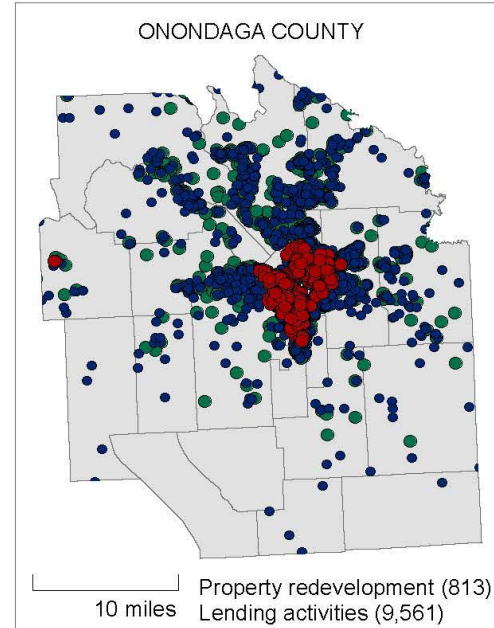 ONONDAGA COUNTY
Property redevelopment (813)
10 miles Lending activities (9,561)